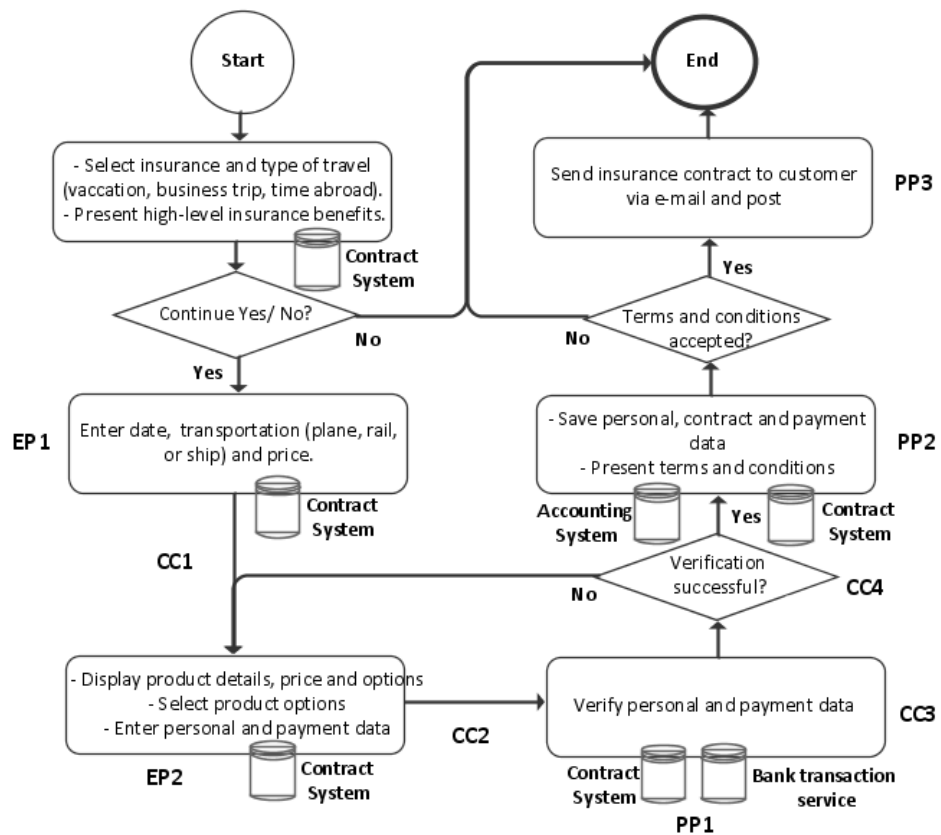 Start
- Select insurance and type of travel
(vaccation, business trip, time abroad).
- Present high-level insurance benefits.
Contract
System
Continue Yes/ No?
No
Yes
EP1
Enter date, transportation (plane, rail,
or ship) and price.
Contract
System
CC1
- Display product details, price and options
- Select product options
- Enter personal and payment data
EP2
Contract
System
CC2
Verify personal and payment data
CC3
Contract
System
Bank transaction
service
PP1
Verification
successful?
CC4
No
Yes
- Save personal, contract and payment
data
- Present terms and conditions
PP2
Accounting
System
Contract
System
Terms and conditions
accepted?
No
Yes
Send insurance contract to customer
via e-mail and post
PP3
End